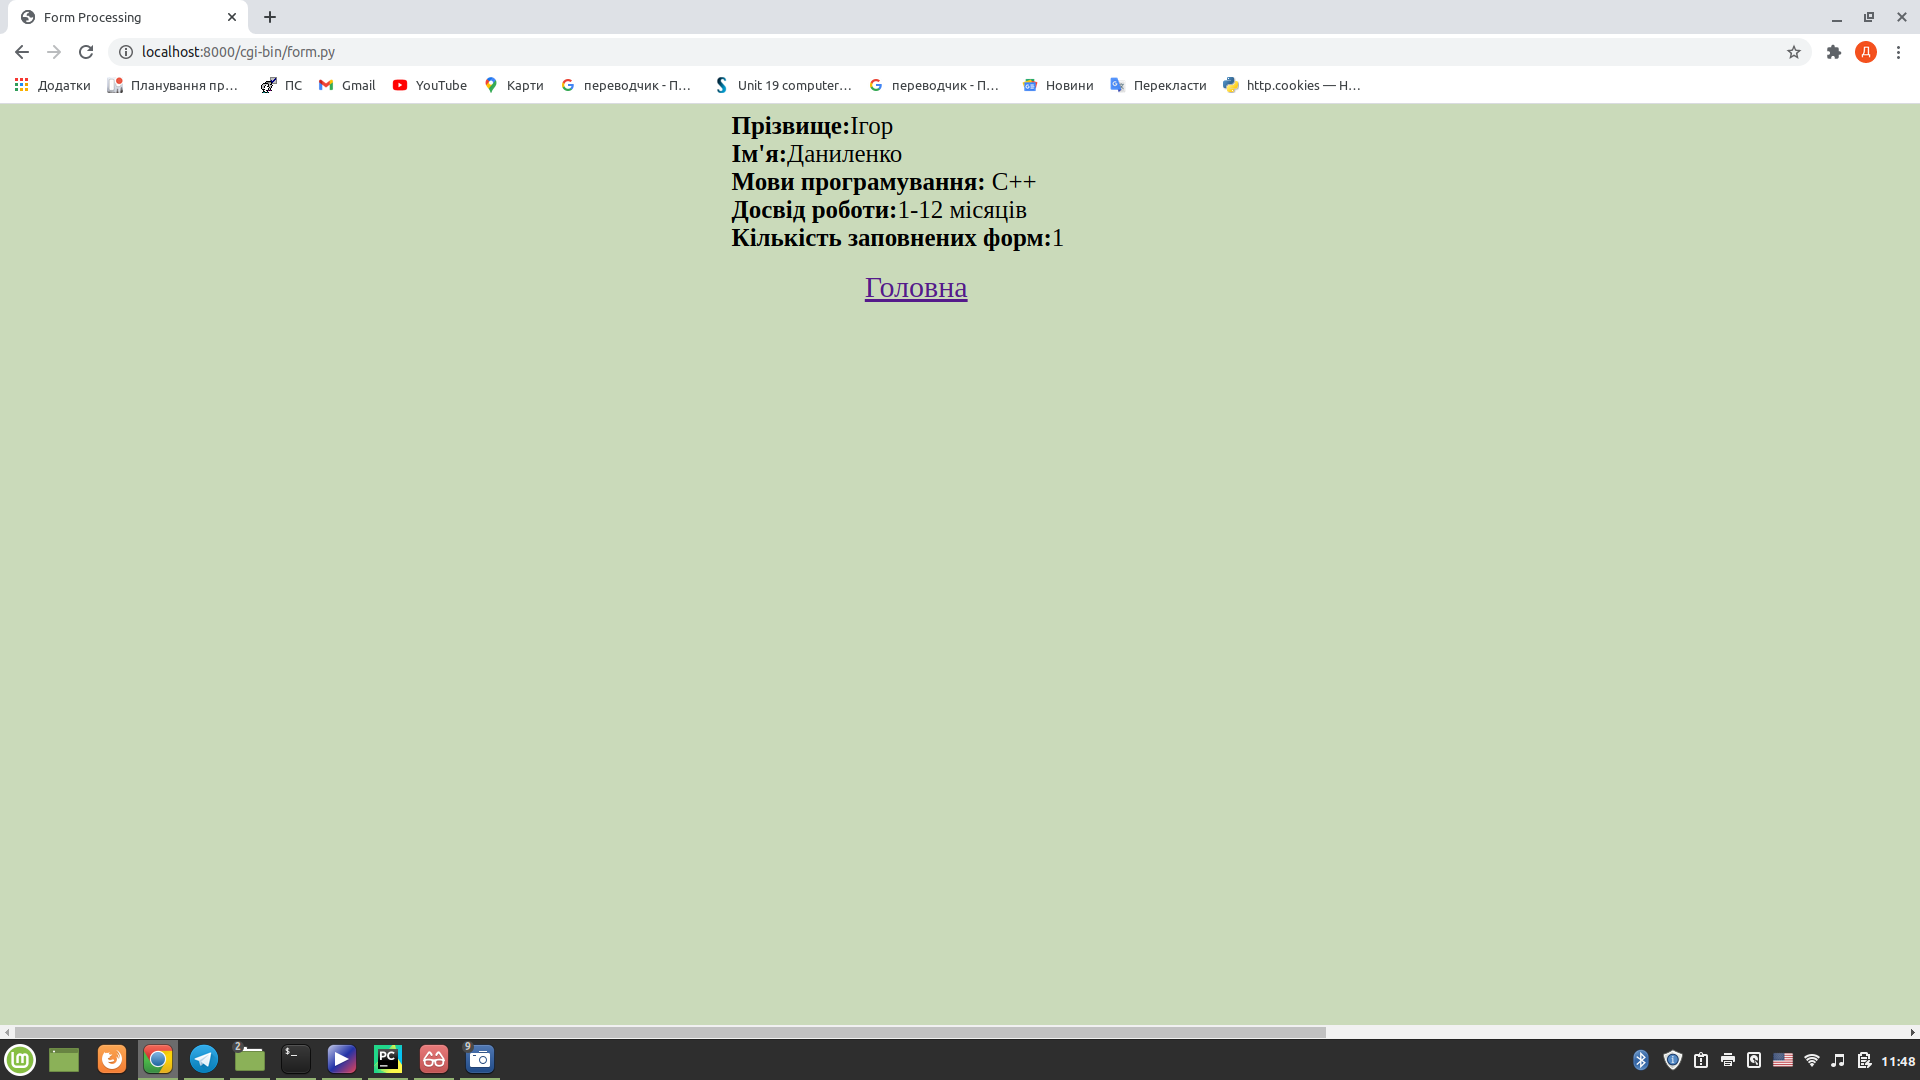 Form Processing
localhost:8000/cgi-bin/form.py
Д
Додатки
Планування пр...
ПС
Gmail
YouTube
Карти
переводчик - П...
Unit 19 computer...
переводчик - П...
Новини
Перекласти
http.cookies — H...
Прізвище:Ігор
Ім'я:Даниленко
Мови програмування: C++
Досвід роботи:1-12 місяців
Кількість заповнених форм:1
Головна
2
PC
9
11:48